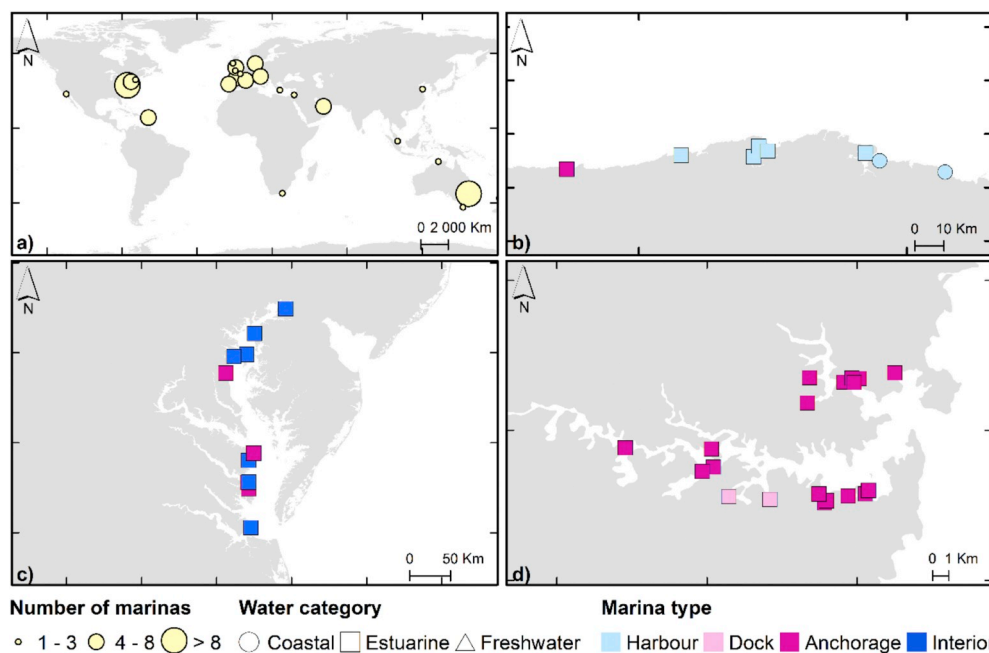 N
N
a)
0 2 000 Km
b)
0 10 Km
N
N
c)
0 50 Km
d)
0 1 Km
Number of marinas Water category Marina type
1 - 3 4 - 8 > 8 Coastal Estuarine Freshwater Harbour Dock Anchorage Interio